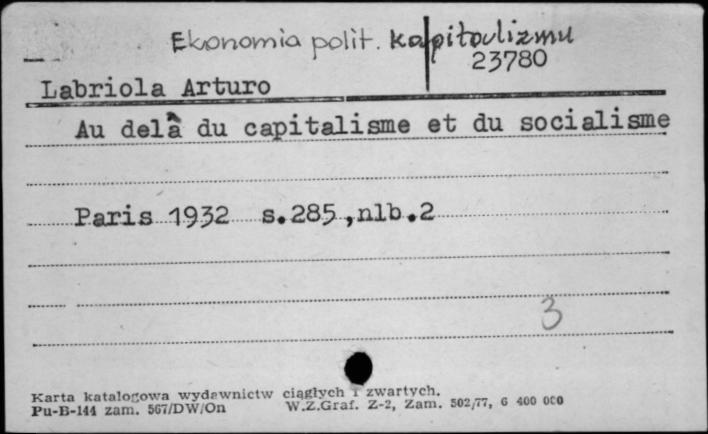 Ekonomia polit. kapitalizmu
23780
Labriola Arturo
Au delà du capitalisme et du socialisme
Paris 1932 s.285,nlb.2
3
Karta katalogowa wydawnictw ciągłych i zwartych.
Pu-B-144 zam. 567/DW/On W.Z.Graf. Z-2, Zam. 502/77, 6 400 000